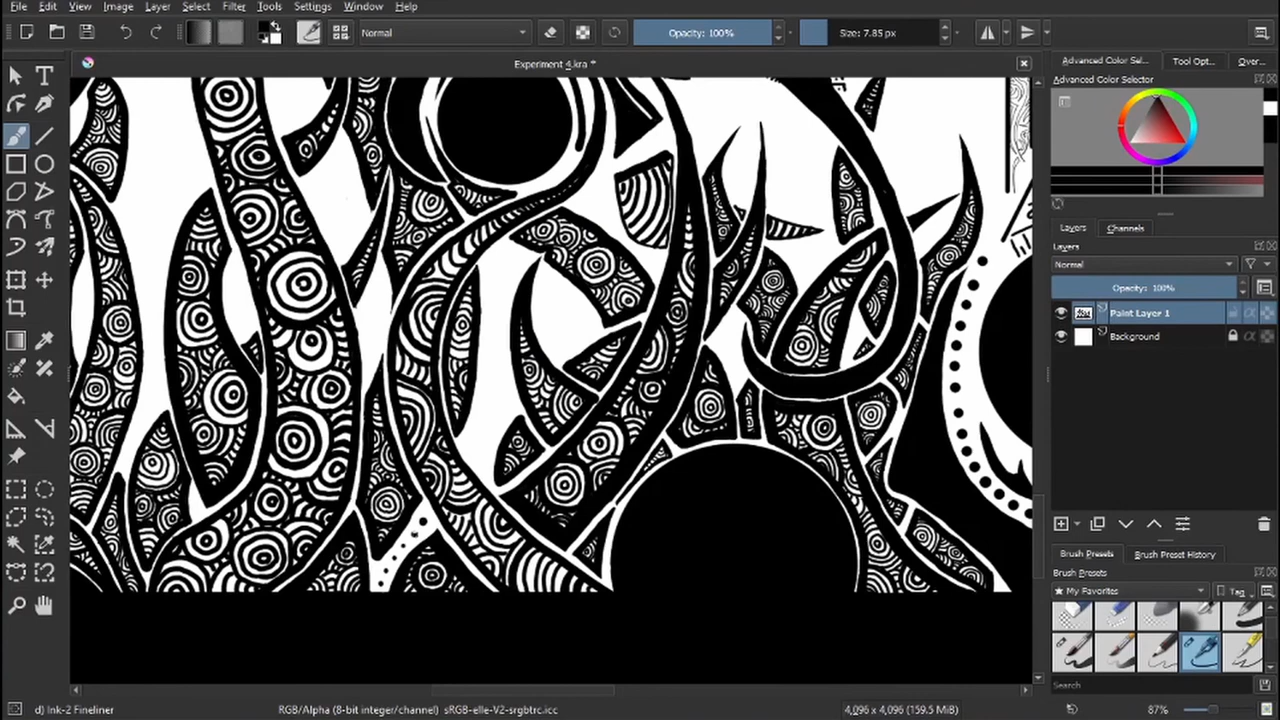 File Edit View Image Layer Select Filter Tools Settings Window Help
Normal Opacity: 100% Size: 7.85 px
Experiment 4.kra *
Advanced Color Sel... Tool Opt... Over...
Advanced Color Selector
Layers Channels
Layers
Normal
Opacity: 100%
Paint Layer 1
Background
Brush Presets Brush Preset History
Brush Presets
My Favorites Tag
Search
d) Ink-2 Fineliner RGB/Alpha (8-bit integer/channel) sRGB-elle-V2-srgbtrc.icc 4,096 x 4,096 (159.5 MiB) 87%